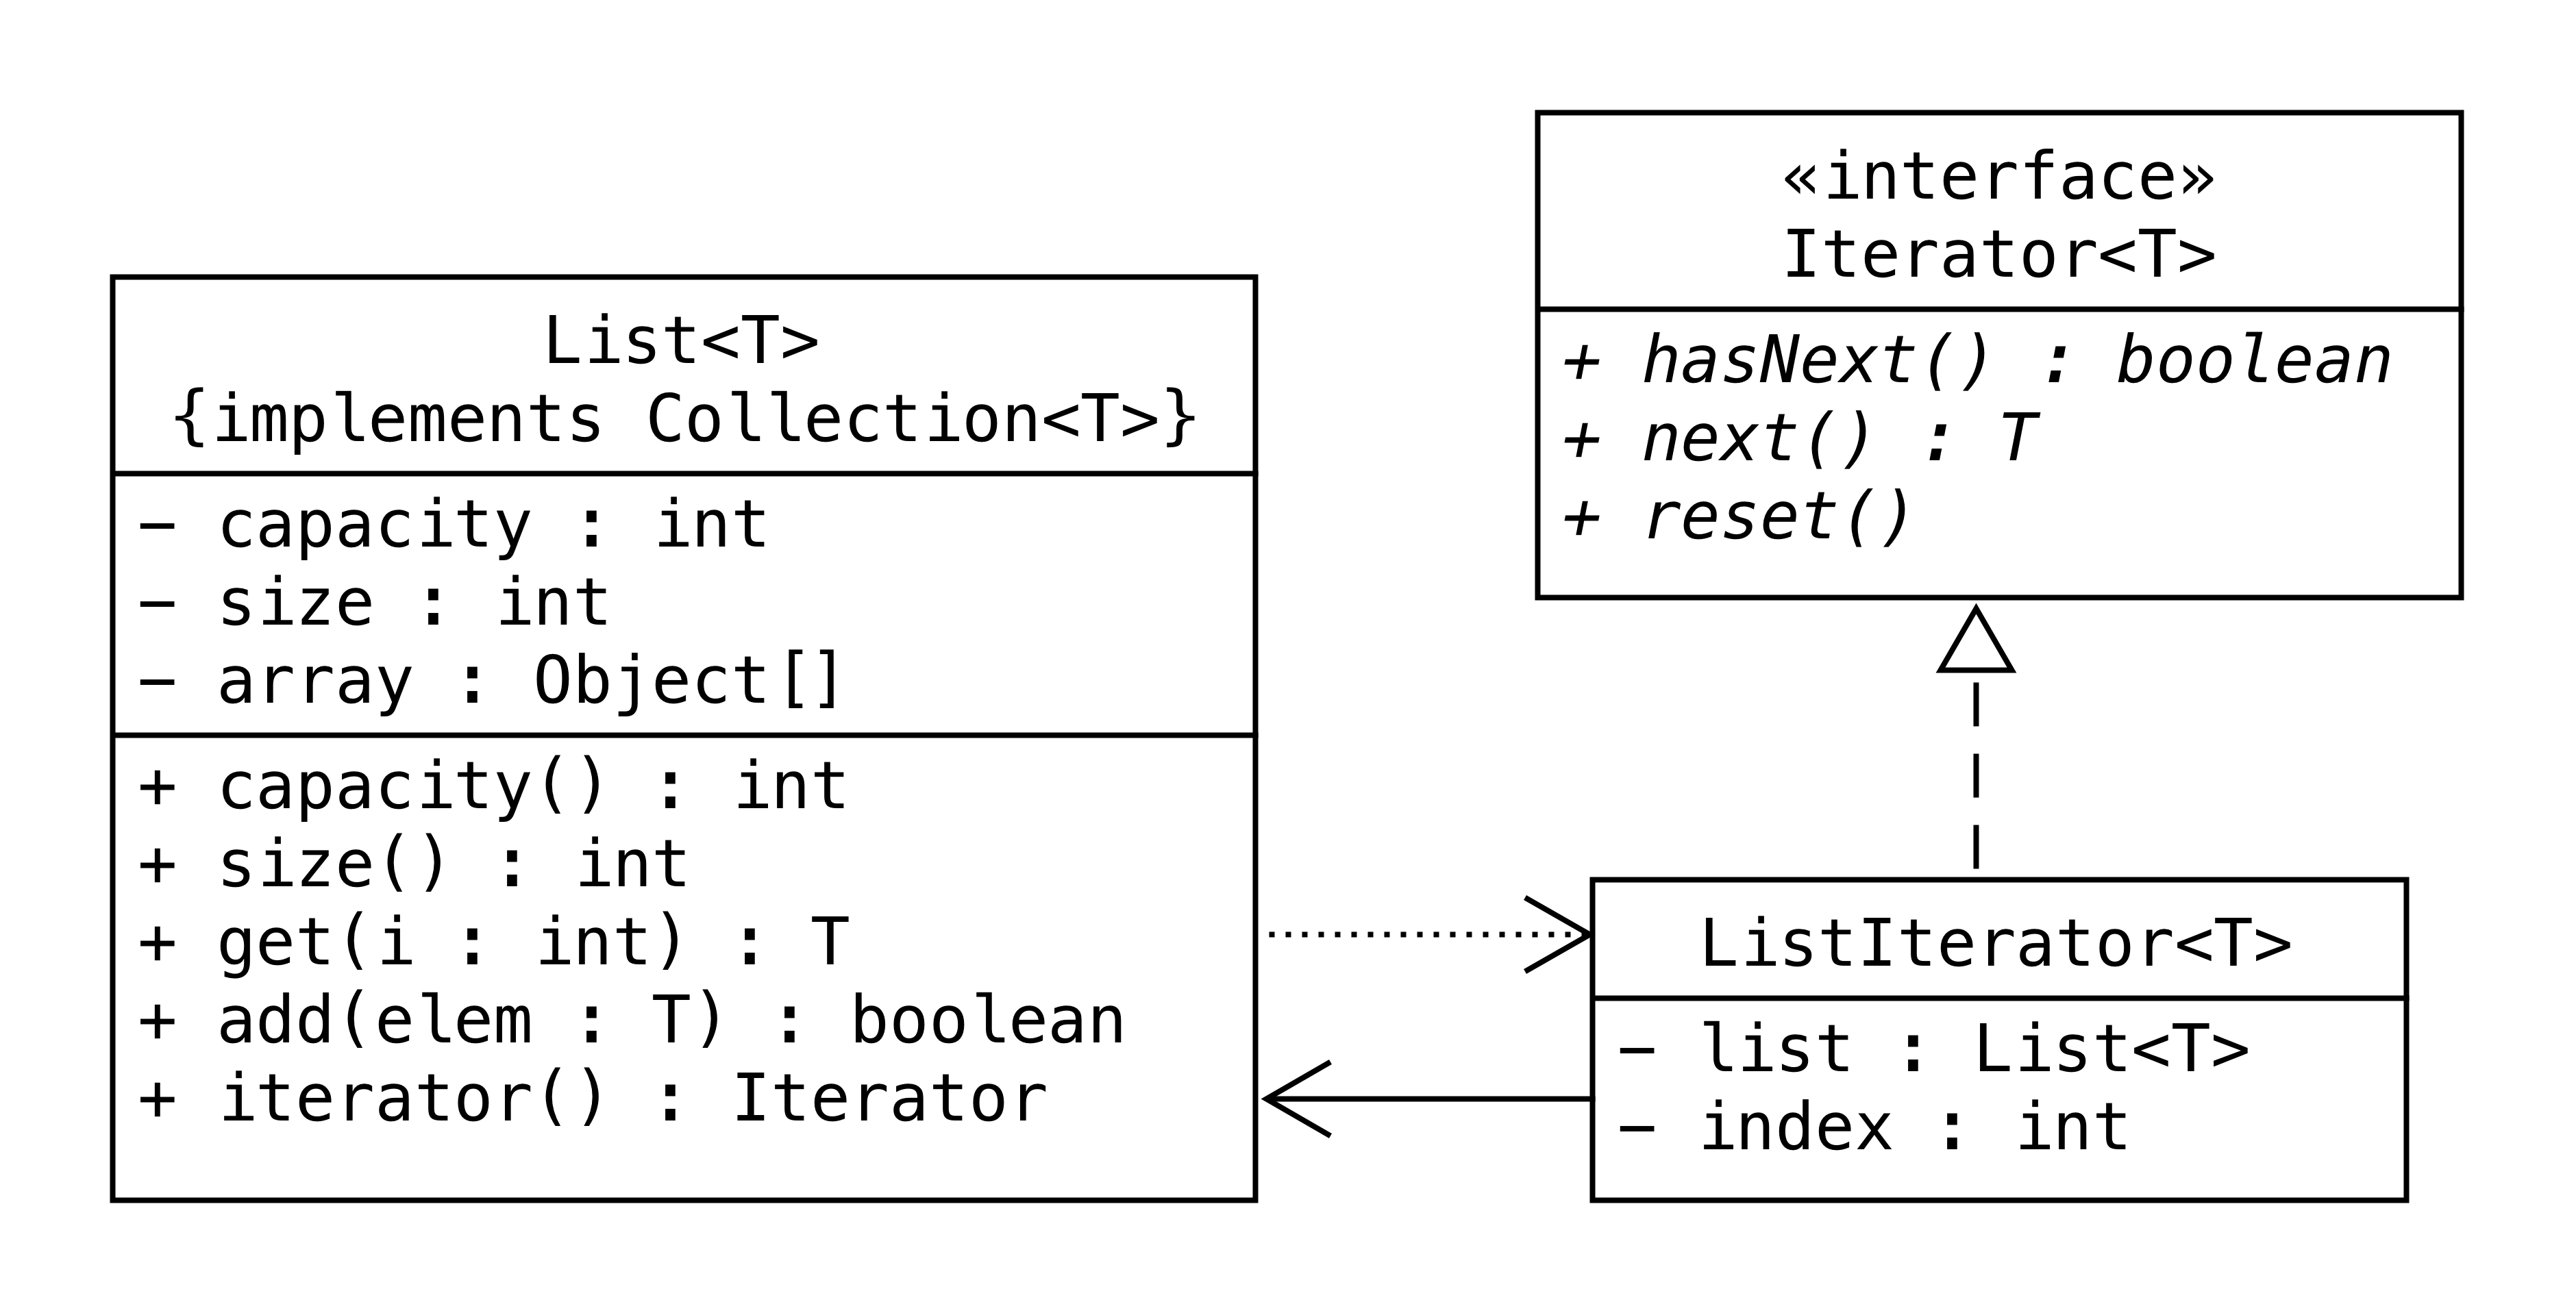 List<T>
{implements Collection<T>}
− capacity : int
− size : int
− array : Object[]
+ capacity() : int
+ size() : int
+ get(i : int) : T
+ add(elem : T) : boolean
+ iterator() : Iterator
«interface»
Iterator<T>
+ hasNext() : boolean
+ next() : T
+ reset()
ListIterator<T>
− list : List<T>
− index : int